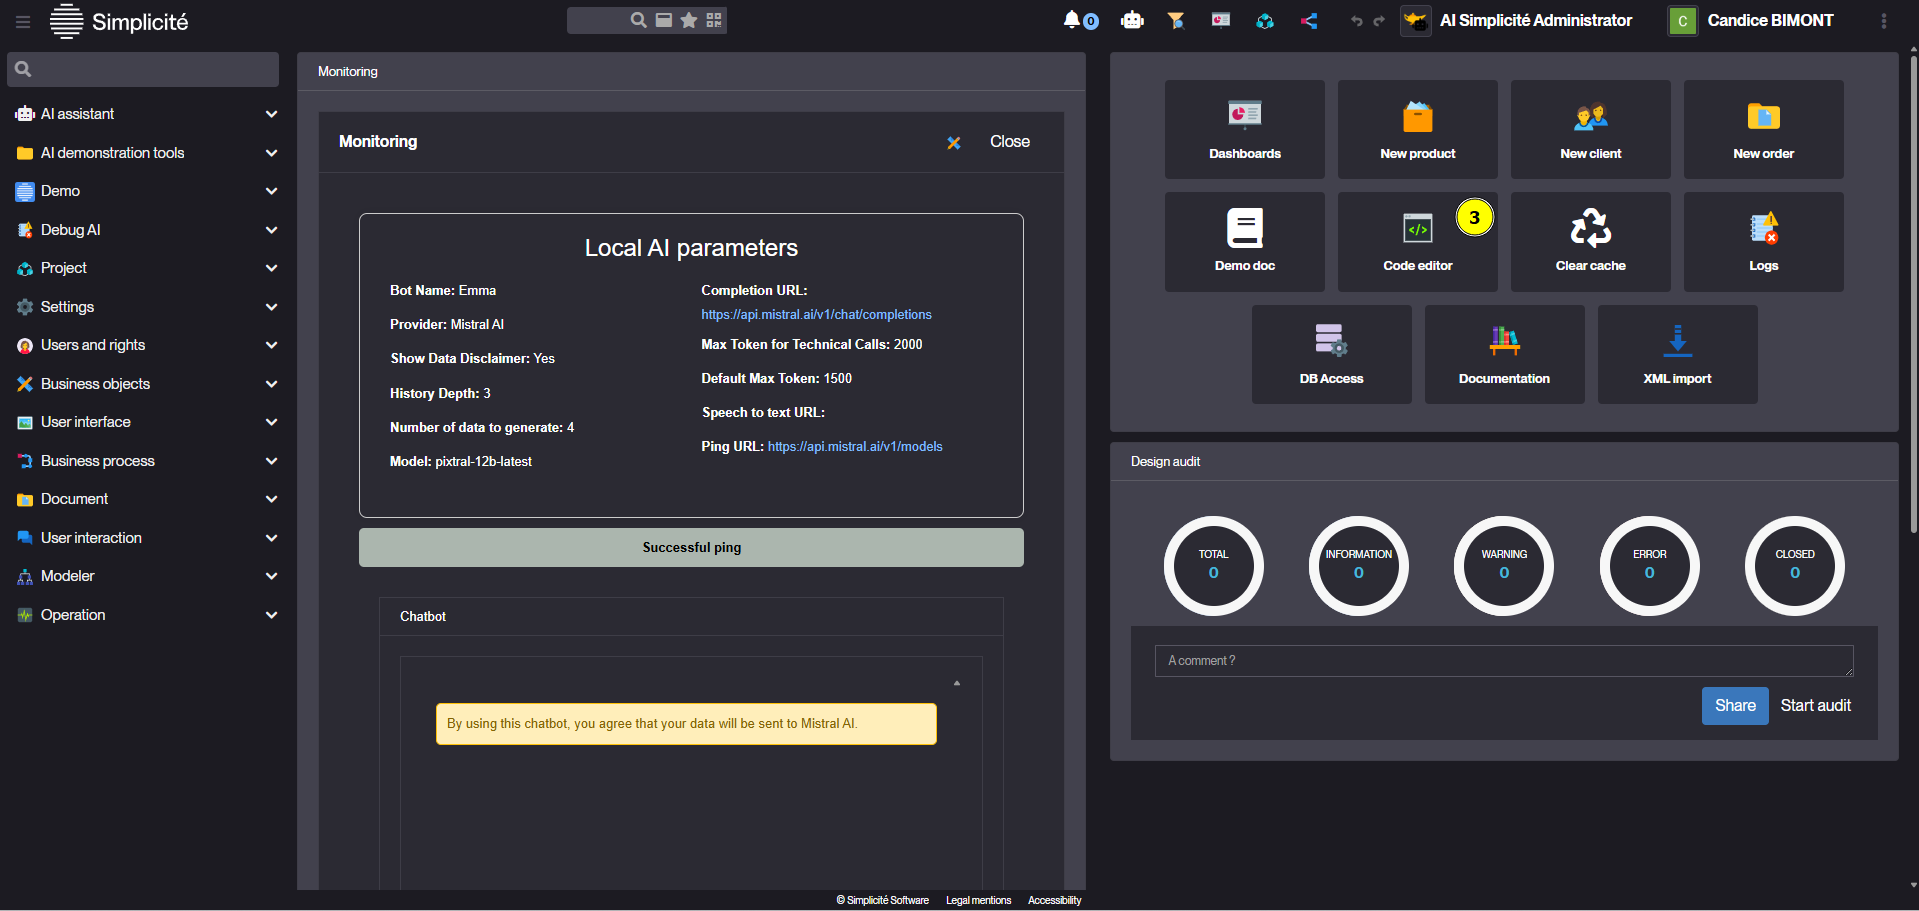 Simplicité
0
AI Simplicité Administrator
C
Candice BIMONT
AI assistant
AI demonstration tools
Demo
Debug AI
Project
Settings
Users and rights
Business objects
User interface
Business process
Document
User interaction
Modeler
Operation
Monitoring
Monitoring
Close
Local AI parameters
Bot Name: Emma
Provider: Mistral AI
Show Data Disclaimer: Yes
History Depth: 3
Number of data to generate: 4
Model: pixtral-12b-latest
Completion URL:
https://api.mistral.ai/v1/chat/completions
Max Token for Technical Calls: 2000
Default Max Token: 1500
Speech to text URL:
Ping URL: https://api.mistral.ai/v1/models
Successful ping
Chatbot
By using this chatbot, you agree that your data will be sent to Mistral AI.
Dashboards
New product
New client
New order
Demo doc
3
Code editor
Clear cache
Logs
DB Access
Documentation
XML import
Design audit
TOTAL
0
INFORMATION
0
WARNING
0
ERROR
0
CLOSED
0
A comment ?
Share
Start audit
© Simplicité Software
Legal mentions
Accessibility